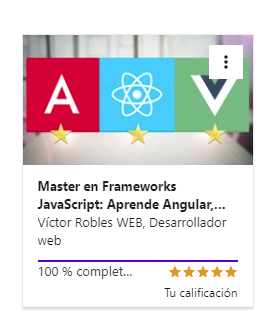 Master en Frameworks
JavaScript: Aprende Angular,...
Víctor Robles WEB, Desarrollador
web
100 % complet...
Tu calificación